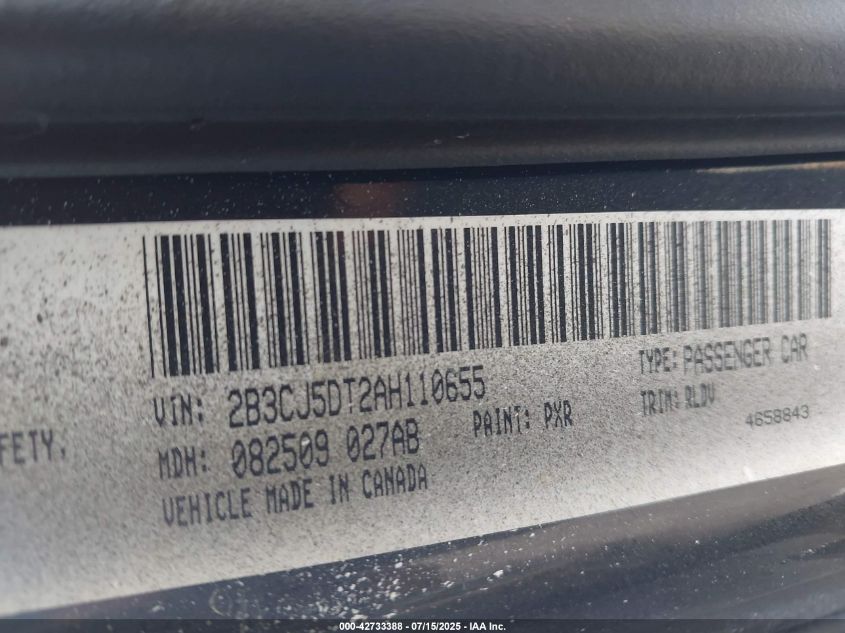 FETY.
VIN: 2B3CJ5DT2AH110655
TYPE: PASSENGER CAR
MDH: 082509 027AB
PAINT: PXR
TRIM: RLDV
VEHICLE MADE IN CANADA
4658843
000-42733388 - 07/15/2025 - IAA Inc.